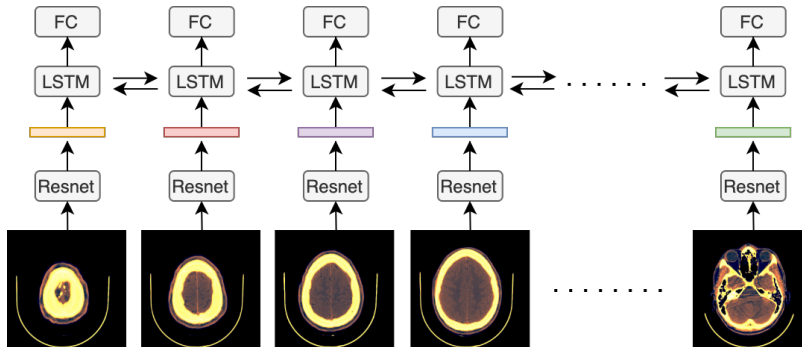 FC FC FC FC FC
LSTM LSTM LSTM LSTM . . . . . . LSTM
Resnet Resnet Resnet Resnet Resnet
. . . . . . . .